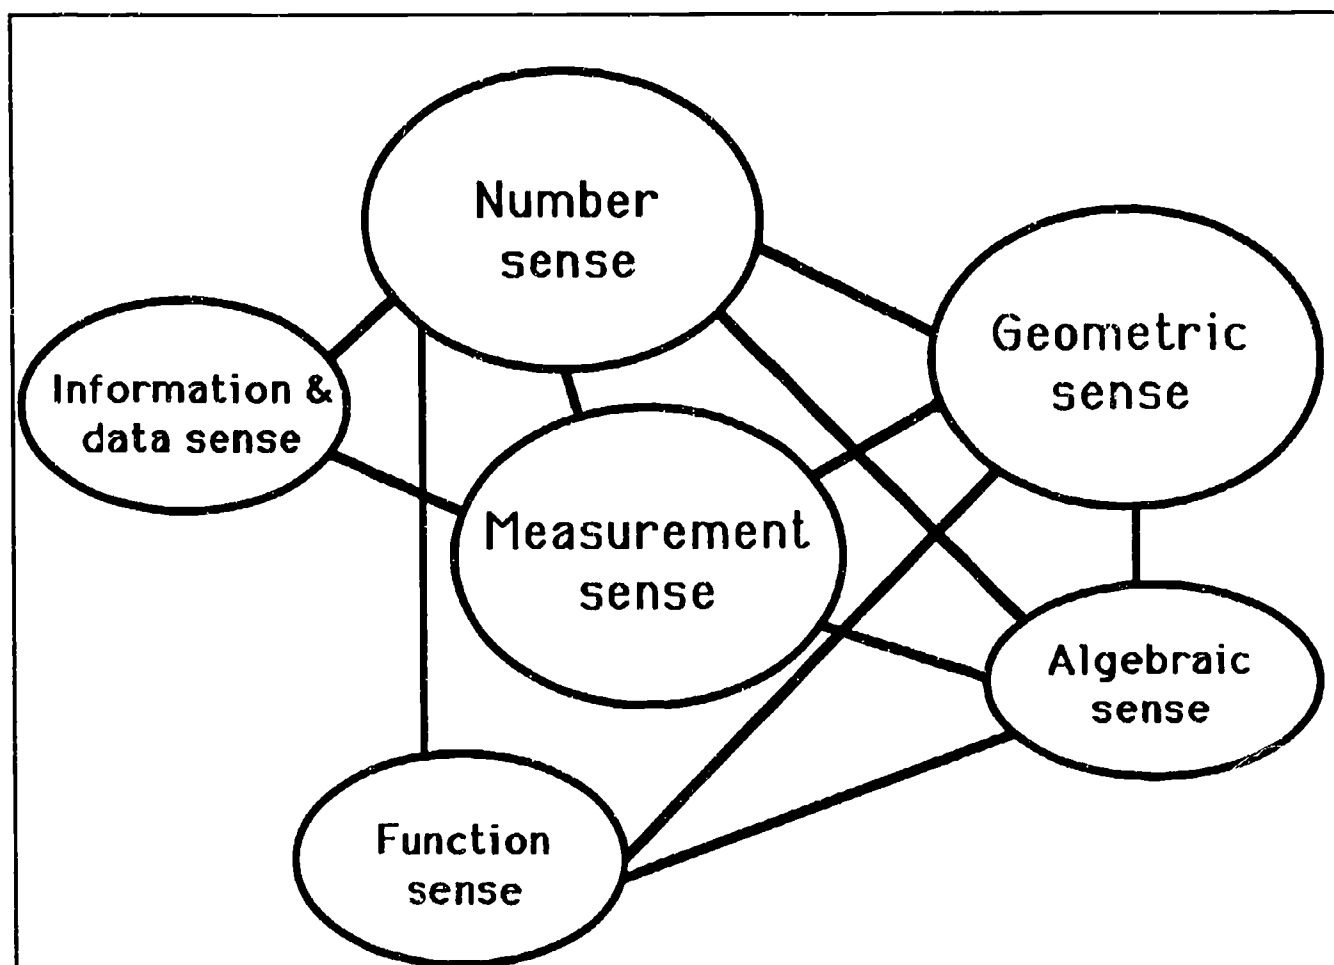 Number
sense
Geometric
sense
Information &
data sense
Measurement
sense
Algebraic
sense
Function
sense